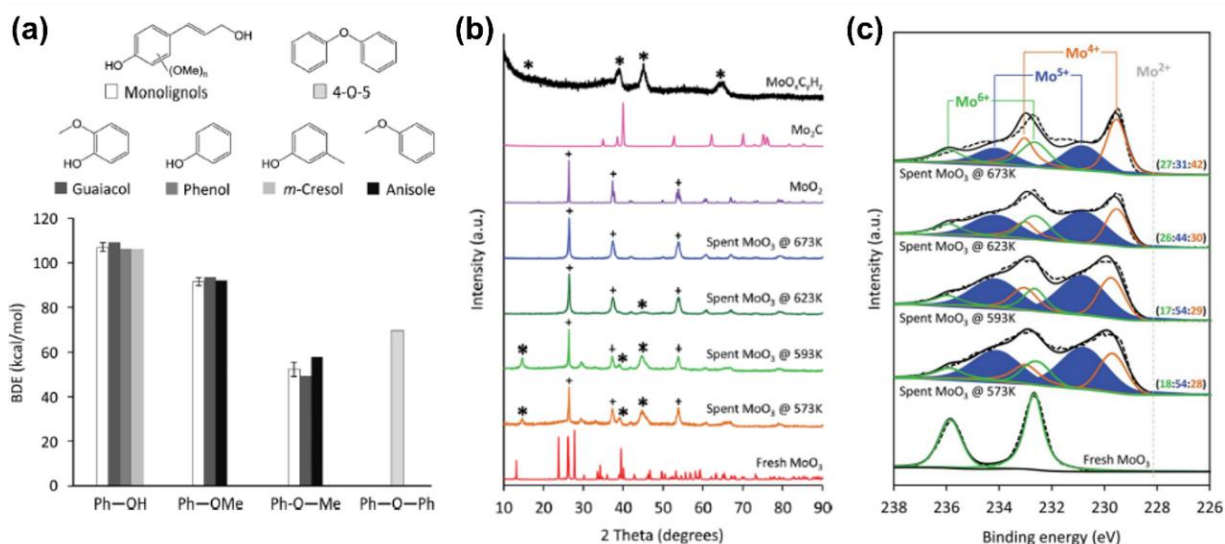 (a)
OH
HO
(OMe)n
Monolignols
O
4-O-5
O
HO
Guaiacol
HO
Phenol
HO
m-Cresol
O
Anisole
BDE (kcal/mol)
120
100
80
60
40
20
0
Ph—OH
Ph—OMe
Ph-O—Me
Ph-O—Ph
(b)
Intensity (a.u.)
* * * *
MoOxCyHz
Mo2C
+ + +
MoO2
Spent MoO3 @ 673K
+ + +
Spent MoO3 @ 623K
+ + * +
Spent MoO3 @ 593K
* + + * * +
Spent MoO3 @ 573K
* + + * * +
Fresh MoO3
10 20 30 40 50 60 70 80 90
2 Theta (degrees)
(c)
Intensity (a.u.)
Mo4+
Mo5+
Mo2+
Mo6+
(27:31:42)
Spent MoO3 @ 673K
(26:44:30)
Spent MoO3 @ 623K
(17:54:29)
Spent MoO3 @ 593K
(18:54:28)
Spent MoO3 @ 573K
Fresh MoO3
238 236 234 232 230 228 226
Binding energy (eV)